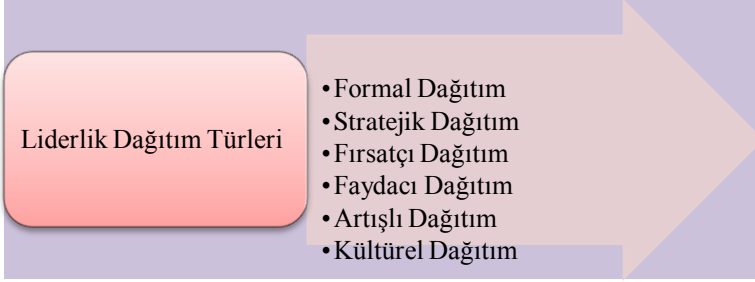 Liderlik Dağıtım Türleri
•Formal Dağıtım
•Stratejik Dağıtım
•Fırsatçı Dağıtım
•Faydacı Dağıtım
•Artışlı Dağıtım
•Kültürel Dağıtım